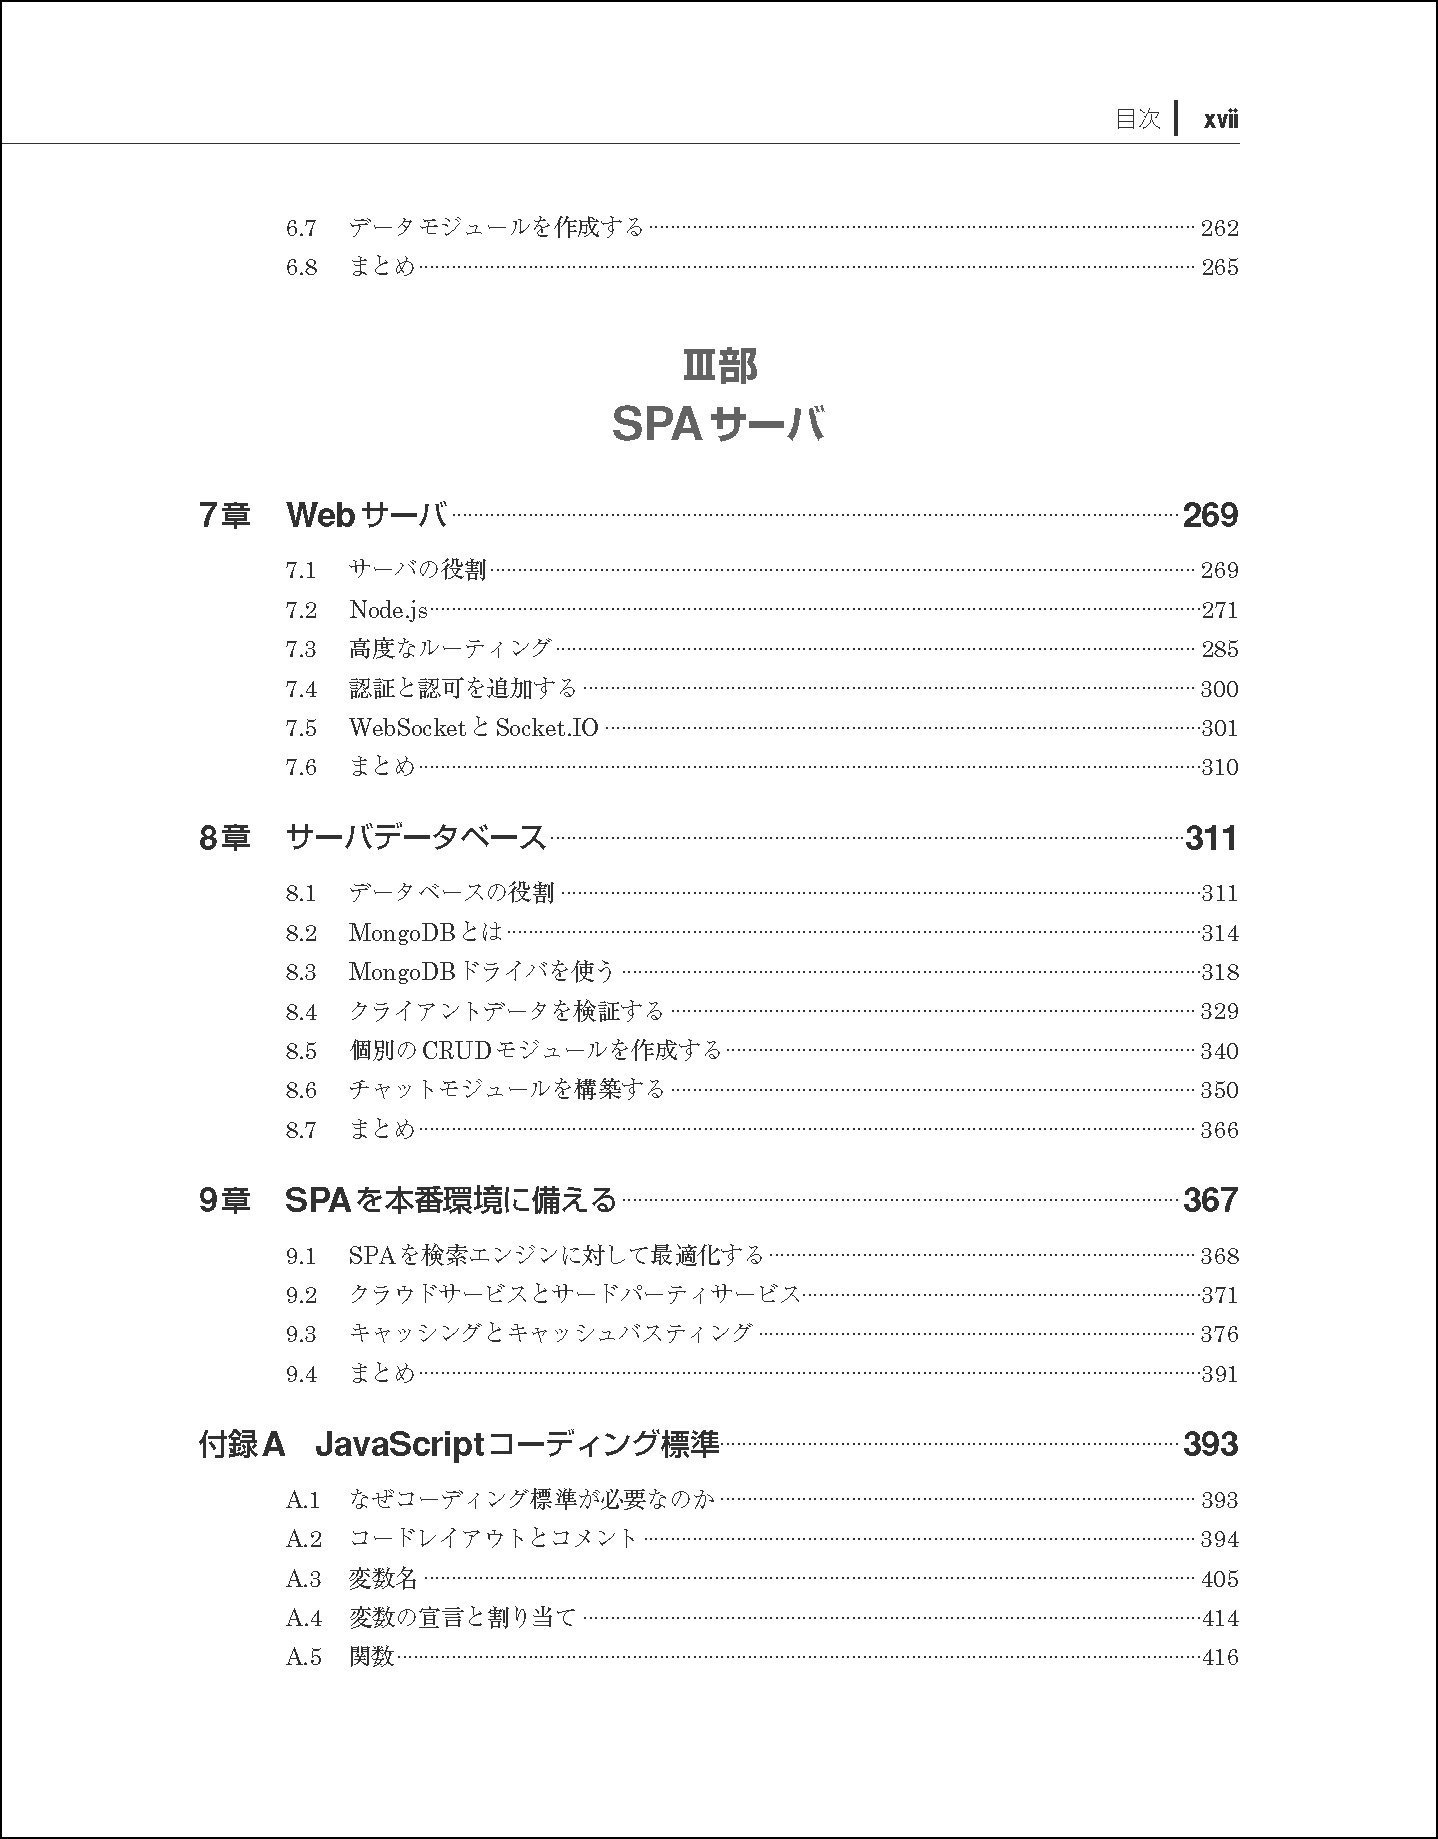 目次 xvii
6.7 データモジュールを作成する 262
6.8 まとめ 265
III部
SPAサーバ
7章 Webサーバ 269
7.1 サーバの役割 269
7.2 Node.js 271
7.3 高度なルーティング 285
7.4 認証と認可を追加する 300
7.5 WebSocketとSocket.IO 301
7.6 まとめ 310
8章 サーバデータベース 311
8.1 データベースの役割 311
8.2 MongoDBとは 314
8.3 MongoDBドライバを使う 318
8.4 クライアントデータを検証する 329
8.5 個別のCRUDモジュールを作成する 340
8.6 チャットモジュールを構築する 350
8.7 まとめ 366
9章 SPAを本番環境に備える 367
9.1 SPAを検索エンジンに対して最適化する 368
9.2 クラウドサービスとサードパーティサービス 371
9.3 キャッシングとキャッシュバスティング 376
9.4 まとめ 391
付録A JavaScriptコーディング標準 393
A.1 なぜコーディング標準が必要なのか 393
A.2 コードレイアウトとコメント 394
A.3 変数名 405
A.4 変数の宣言と割り当て 414
A.5 関数 416